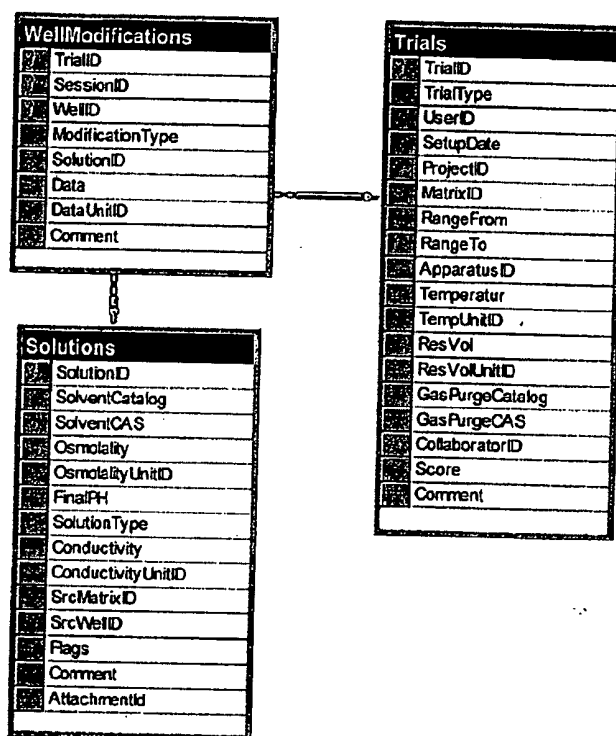 WellModifications
TrialID
SessionID
WellID
ModificationType
SolutionID
Data
DataUnitID
Comment
Trials
TrialID
TrialType
UserID
SetupDate
ProjectID
MatrixID
RangeFrom
RangeTo
ApparatusID
Temperatur
TempUnitID
ResVol
ResVolUnitID
GasPurgeCatalog
GasPurgeCAS
CollaboratorID
Score
Comment
Solutions
SolutionID
SolventCatalog
SolventCAS
Osmolality
OsmolalityUnitID
FinalPH
SolutionType
Conductivity
ConductivityUnitID
SrcMatrixID
SrcWellID
Flags
Comment
AttachmentId